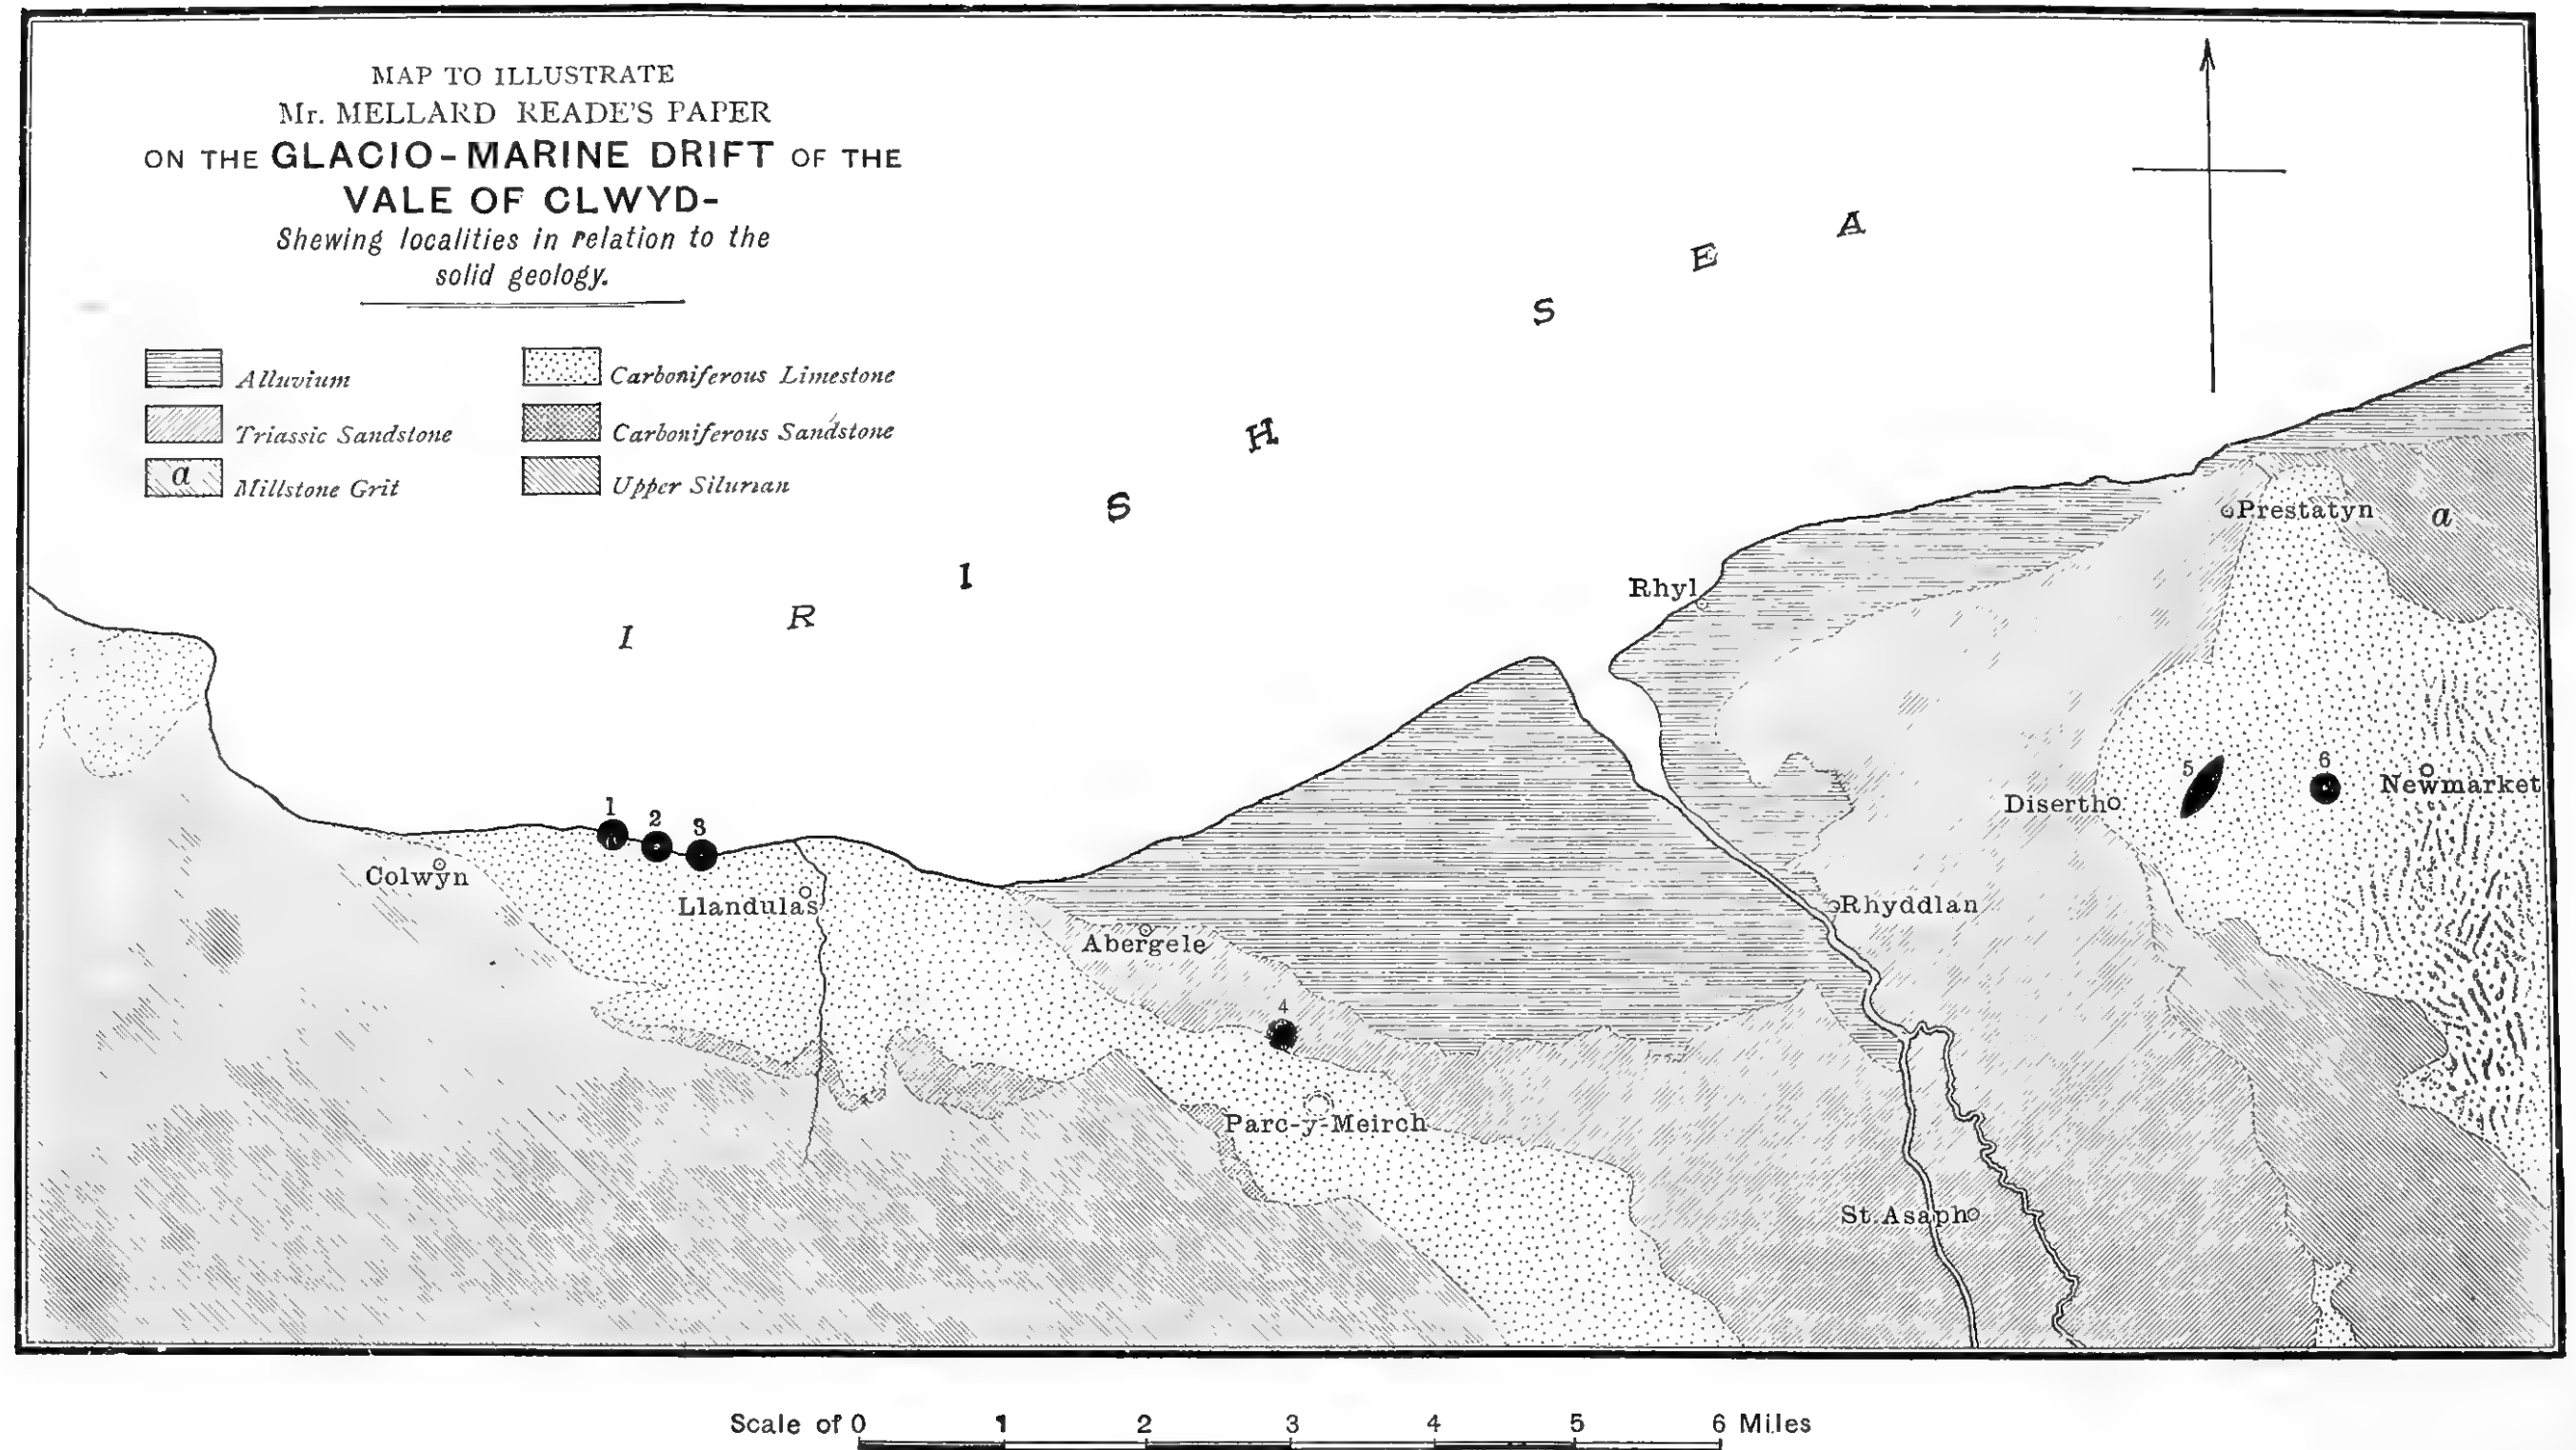 MAP TO ILLUSTRATE
Mr. MELLARD READE'S PAPER
ON THE GLACIO-MARINE DRIFT OF THE
VALE OF CLWYD-
Shewing localities in relation to the
solid geology.
Alluvium
Triassic Sandstone
a Millstone Grit
Carboniferous Limestone
Carboniferous Sandstone
Upper Silurian
IRISH SEA
Prestatyn
a
Rhyl
5
6
Newmarket
Diserth
1
2
3
Colwyn
Llandulas
Rhyddlan
Abergele
4
Parc-y-Meirch
St. Asaph
Scale of 0 1 2 3 4 5 6 Miles